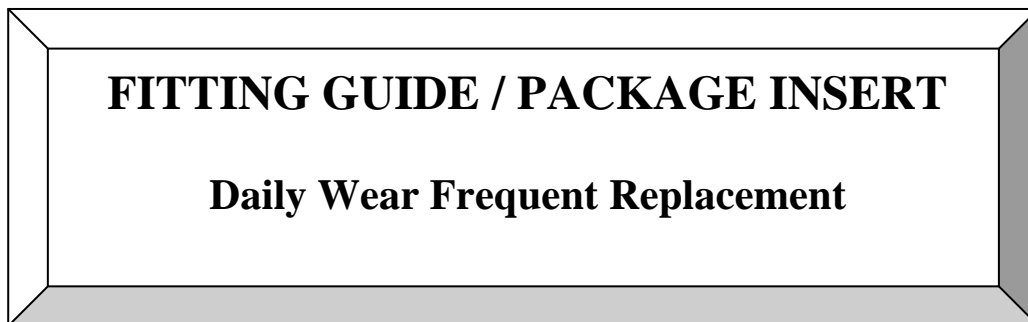 FITTING GUIDE / PACKAGE INSERT
Daily Wear Frequent Replacement